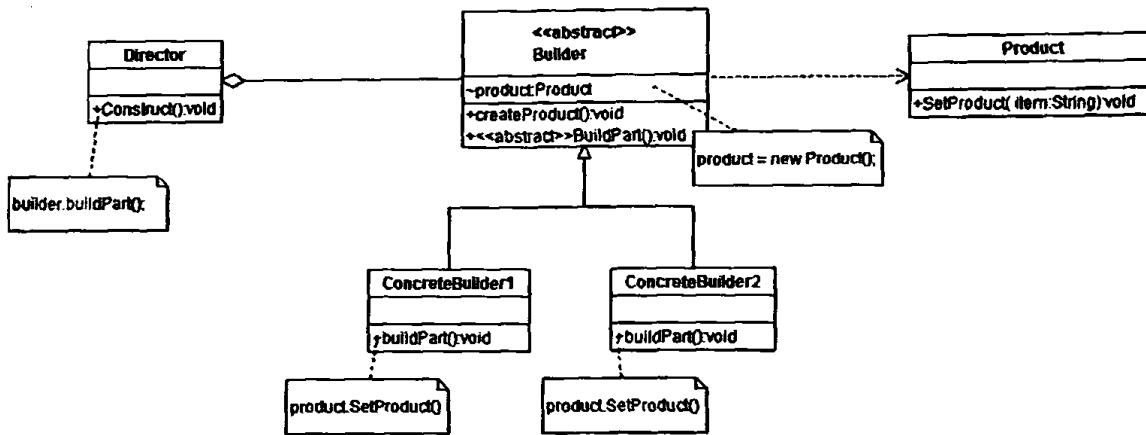 Director
+Construct():void
builder.buildPart();
<<abstract>>
Builder
~product:Product
+createProduct():void
+<<abstract>>BuildPart():void
product = new Product();
Product
+SetProduct( item:String):void
ConcreteBuilder1
+buildPart():void
product.SetProduct()
ConcreteBuilder2
+buildPart():void
product.SetProduct()